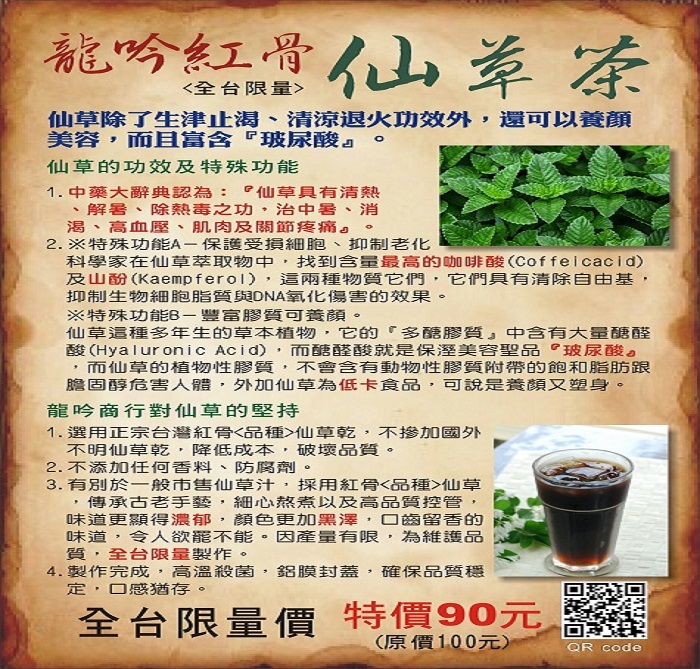 龍吟紅骨 仙草茶
<全台限量>
仙草除了生津止渴、清涼退火功效外，還可以養顏
美容，而且富含『玻尿酸』。
仙草的功效及特殊功能
1. 中藥大辭典認為：『仙草具有清熱
、解暑、除熱毒之功，治中暑、消
渴、高血壓、肌肉及關節疼痛』。
2. ※特殊功能A－保護受損細胞、抑制老化
科學家在仙草萃取物中，找到含量最高的咖啡酸(Coffeicacid)
及山酚(Kaempferol)，這兩種物質它們，它們具有清除自由基，
抑制生物細胞脂質與DNA氧化傷害的效果。
※特殊功能B－豐富膠質可養顏。
仙草這種多年生的草本植物，它的『多醣膠質』中含有大量醣醛
酸(Hyaluronic Acid)，而醣醛酸就是保溼美容聖品『玻尿酸』
，而仙草的植物性膠質，不會含有動物性膠質附帶的飽和脂肪跟
膽固醇危害人體，外加仙草為低卡食品，可說是養顏又塑身。
龍吟商行對仙草的堅持
1. 選用正宗台灣紅骨<品種>仙草乾，不摻加國外
不明仙草乾，降低成本，破壞品質。
2. 不添加任何香料、防腐劑。
3. 有別於一般市售仙草汁，採用紅骨<品種>仙草
，傳承古老手藝，細心熬煮以及高品質控管，
味道更顯得濃郁，顏色更加黑澤，口齒留香的
味道，令人欲罷不能。因產量有限，為維護品
質，全台限量製作。
4. 製作完成，高溫殺菌，鋁膜封蓋，確保品質穩
定，口感猶存。
全台限量價 特價90元
(原價100元)
QR code